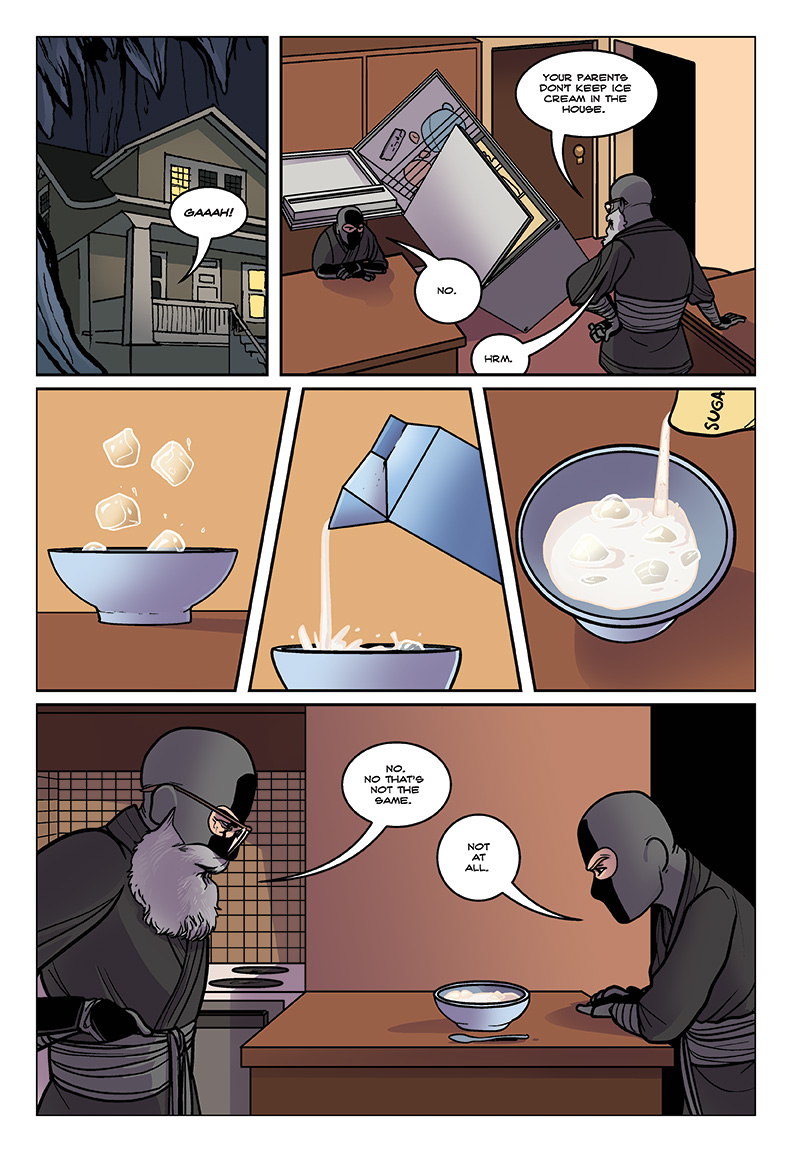 GAAAH!
YOUR PARENTS
DON'T KEEP ICE
CREAM IN THE
HOUSE.
NO.
HRM.
SUGA
NO.
NO THAT'S
NOT THE
SAME.
NOT
AT
ALL.